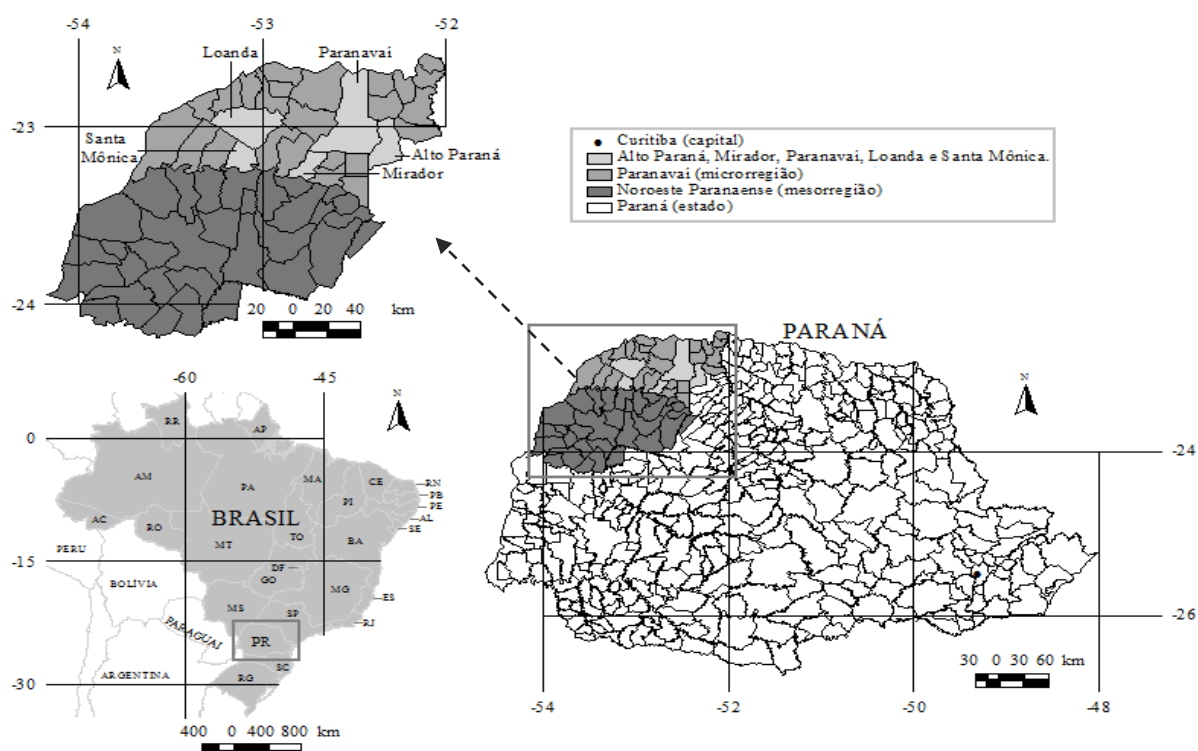 -54
-53
-52
N
Loanda
Paranavai
-23
Santa
Mônica
Alto Paraná
Mirador
-24
20 0 20 40 km
Curitiba (capital)
Alto Paraná, Mirador, Paranavai, Loanda e Santa Mônica.
Paranavai (microrregião)
Noroeste Paranaense (mesorregião)
Paraná (estado)
-60
-45
N
0
-15
-30
RR
AP
AM
PA
MA
CE
RN
PB
PE
AL
SE
PI
AC
RO
BRASIL
TO
MT
BA
PERU
DF
GO
BOLÍVIA
MG
ES
MS
SP
RJ
PARAGUAI
PR
SC
ARGENTINA
RG
400 0 400 800 km
PARANÁ
N
-24
-26
30 0 30 60 km
-54
-52
-50
-48